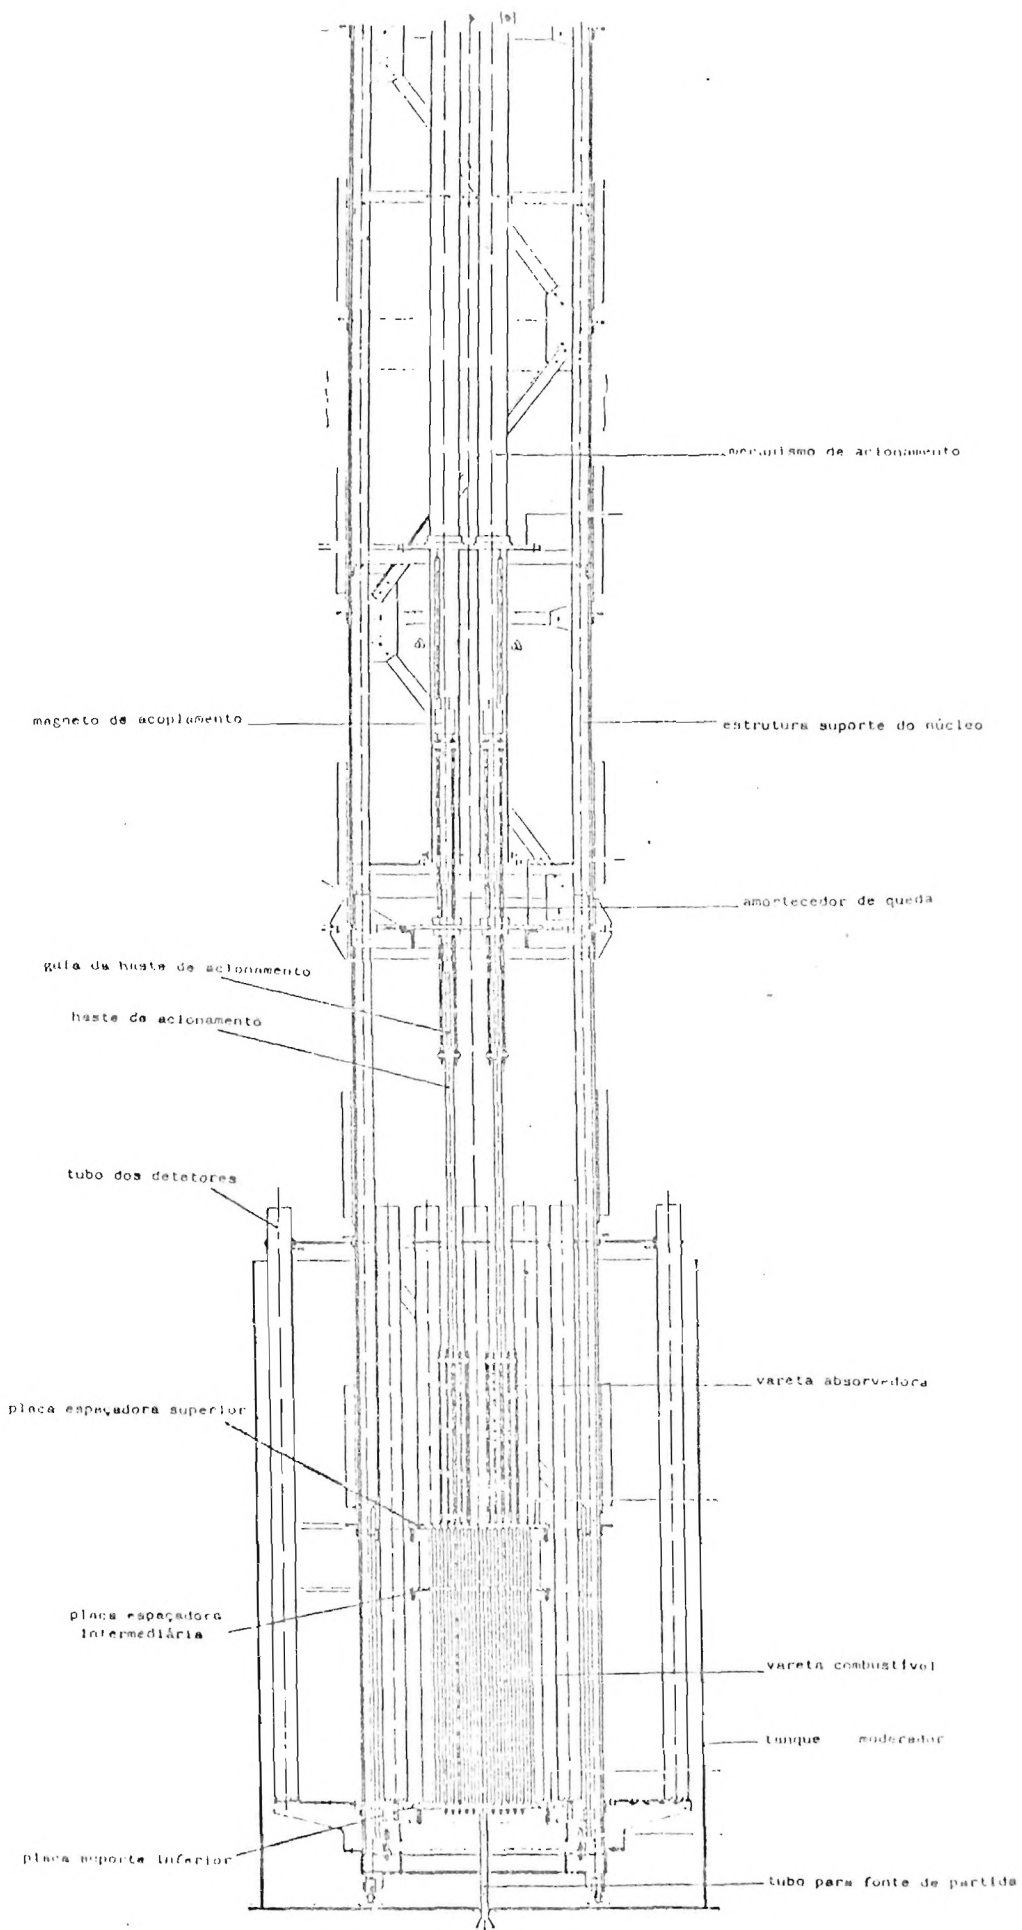 mecanismo de acionamento
magneto de acoplamento
estrutura suporte do núcleo
amortecedor de queda
guia da haste de acionamento
haste de acionamento
tubo dos detetores
vareta absorvedora
placa espaçadora superior
placa espaçadora
intermediária
vareta combustível
tanque moderador
placa suporte inferior
tubo para fonte de partida